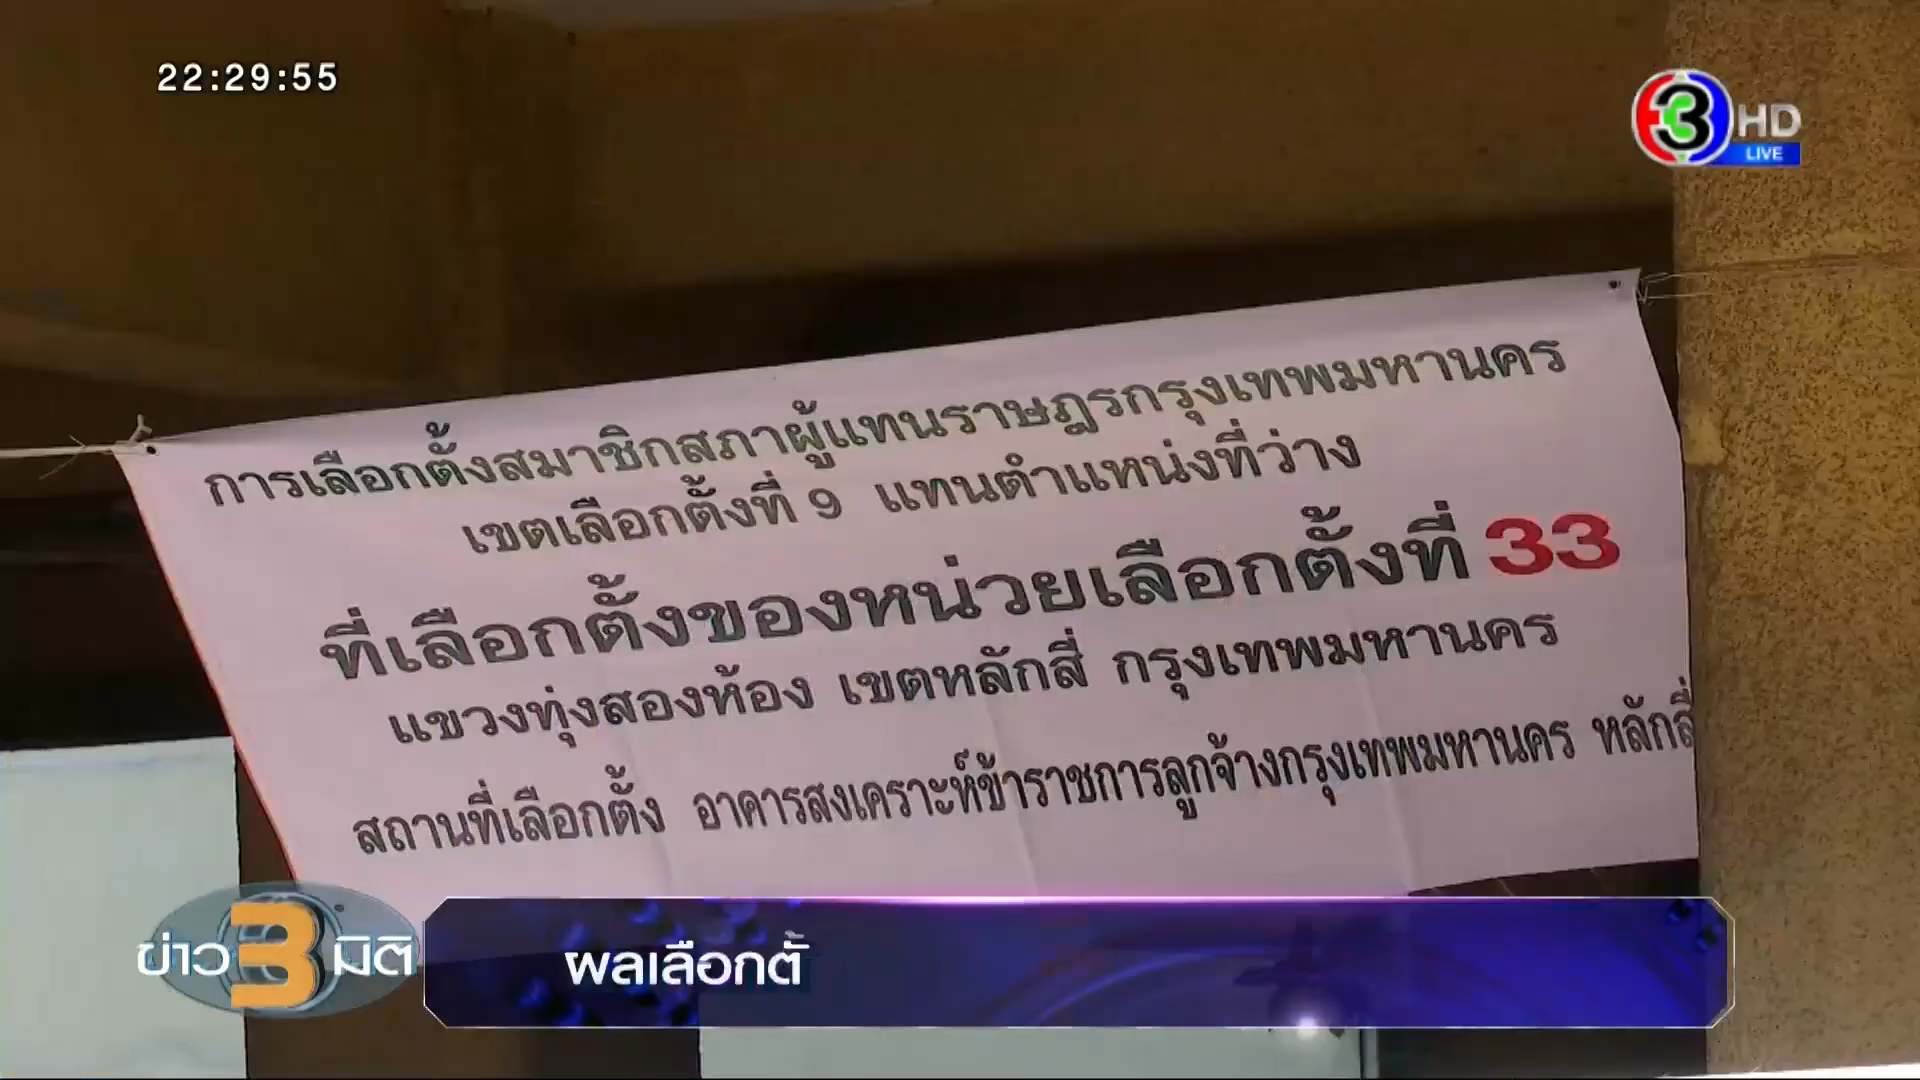 22:29:55
3 HD
LIVE
การเลือกตั้งสมาชิกสภาผู้แทนราษฎรกรุงเทพมหานคร
เขตเลือกตั้งที่ 9 แทนตำแหน่งที่ว่าง
ที่เลือกตั้งของหน่วยเลือกตั้งที่ 33
แขวงทุ่งสองห้อง เขตหลักสี่ กรุงเทพมหานคร
สถานที่เลือกตั้ง อาคารสงเคราะห์ข้าราชการลูกจ้างกรุงเทพมหานคร หลักสี่
ข่าว 3 มิติ
ผลเลือกตั้